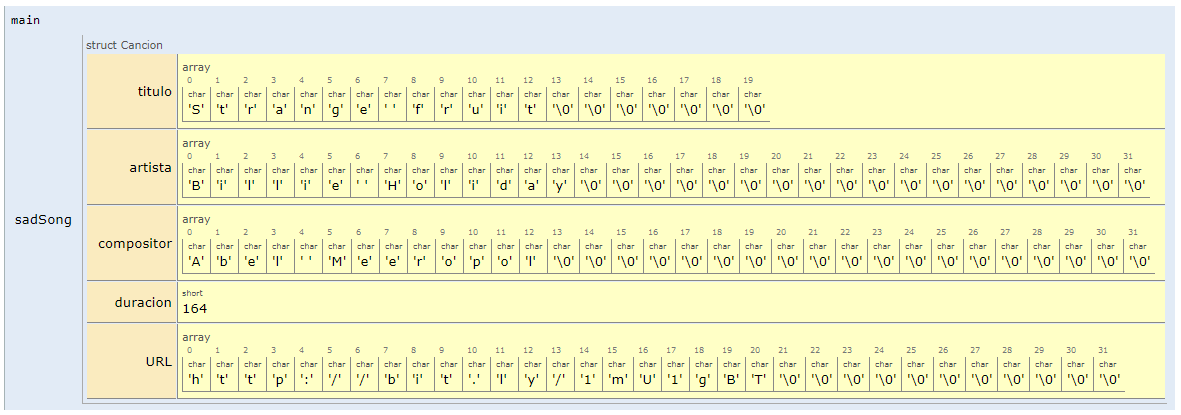 main
struct Cancion
array
0 1 2 3 4 5 6 7 8 9 10 11 12 13 14 15 16 17 18 19
char char char char char char char char char char char char char char char char char char char char
titulo 'S' 't' 'r' 'a' 'n' 'g' 'e' ' ' 'f' 'r' 'u' 'i' 't' '\0' '\0' '\0' '\0' '\0' '\0' '\0'
array
0 1 2 3 4 5 6 7 8 9 10 11 12 13 14 15 16 17 18 19 20 21 22 23 24 25 26 27 28 29 30 31
char char char char char char char char char char char char char char char char char char char char char char char char char char char char char char char char
artista 'B' 'i' 'l' 'l' 'i' 'e' ' ' 'H' 'o' 'l' 'i' 'd' 'a' 'y' '\0' '\0' '\0' '\0' '\0' '\0' '\0' '\0' '\0' '\0' '\0' '\0' '\0' '\0' '\0' '\0' '\0' '\0'
array
0 1 2 3 4 5 6 7 8 9 10 11 12 13 14 15 16 17 18 19 20 21 22 23 24 25 26 27 28 29 30 31
char char char char char char char char char char char char char char char char char char char char char char char char char char char char char char char char
sadSong compositor 'A' 'b' 'e' 'l' ' ' 'M' 'e' 'e' 'r' 'o' 'p' 'o' 'l' '\0' '\0' '\0' '\0' '\0' '\0' '\0' '\0' '\0' '\0' '\0' '\0' '\0' '\0' '\0' '\0' '\0' '\0' '\0'
short
duracion 164
array
0 1 2 3 4 5 6 7 8 9 10 11 12 13 14 15 16 17 18 19 20 21 22 23 24 25 26 27 28 29 30 31
char char char char char char char char char char char char char char char char char char char char char char char char char char char char char char char char
URL 'h' 't' 't' 'p' ':' '/' '/' 'b' 'i' 't' '.' 'l' 'y' '/' '1' 'm' 'U' '1' 'g' 'B' 'T' '\0' '\0' '\0' '\0' '\0' '\0' '\0' '\0' '\0' '\0' '\0'